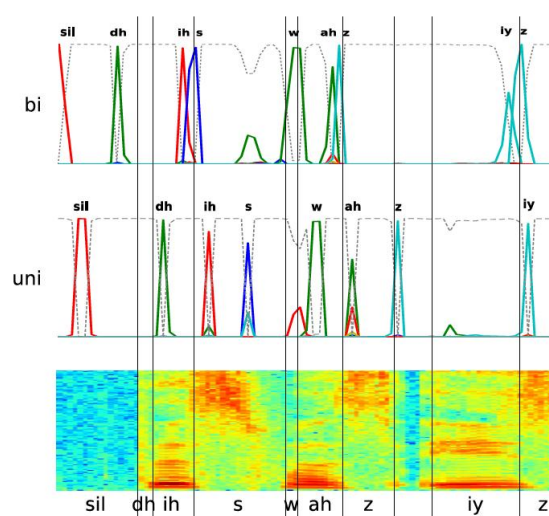 sil dh ih s w ah z iy z
bi
sil dh ih s w ah z iy
uni
sil dh ih s w ah z iy z